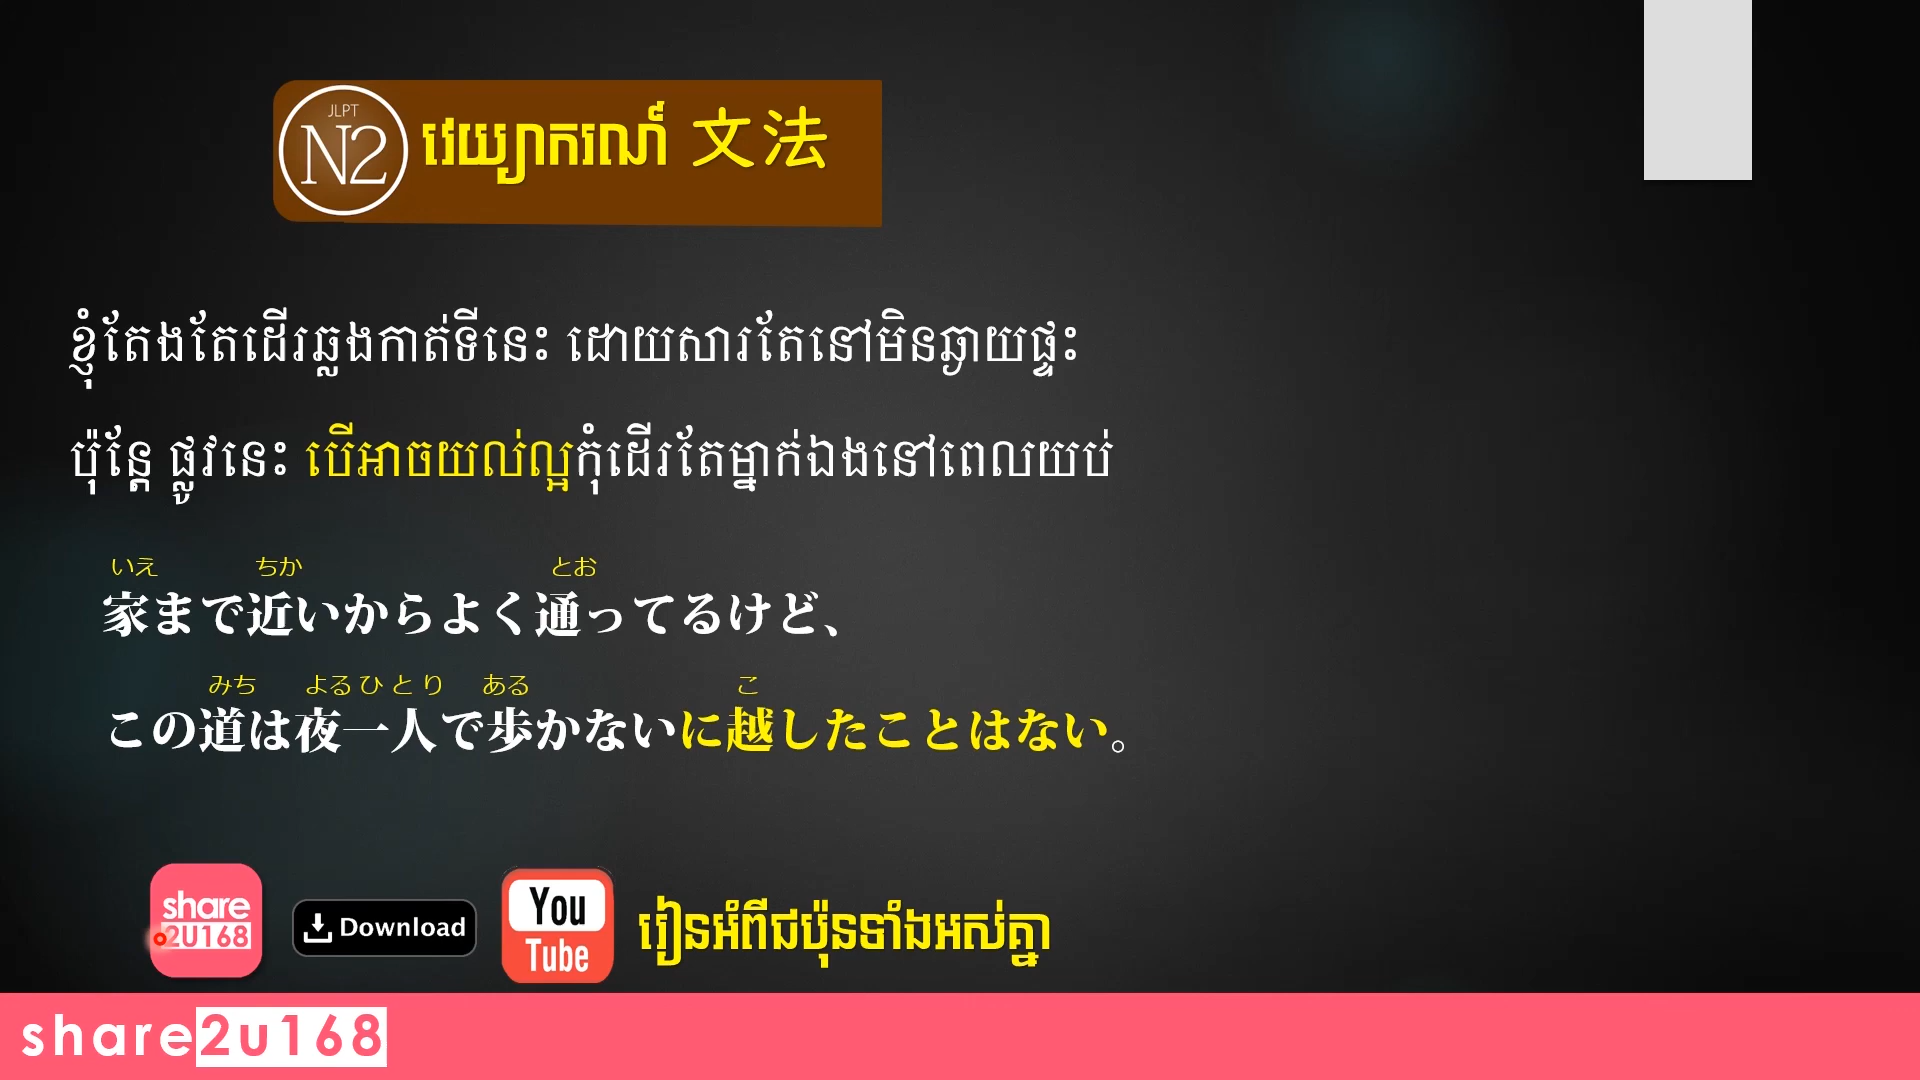 JLPT
N2 វេយ្យាករណ៍ 文法
ខ្ញុំតែងតែដើរឆ្លងកាត់ទីនេះ ដោយសារតែនៅមិនឆ្ងាយផ្ទះ
ប៉ុន្តែ ផ្លូវនេះ បើអាចយល់ល្អកុំដើរតែម្នាក់ឯងនៅពេលយប់
いえ ちか とお
家まで近いからよく通ってるけど、
みち よる ひとり ある こ
この道は夜一人で歩かないに越したことはない。
share
2U168
Download
You
Tube
រៀនអំពីជប៉ុនទាំងអស់គ្នា
share2u168